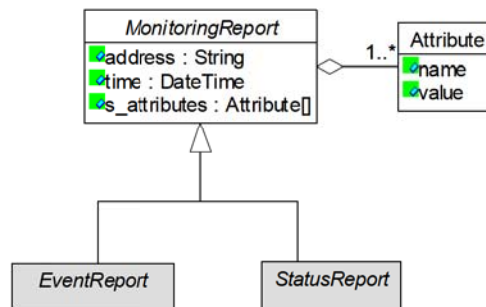 MonitoringReport
address : String
time : DateTime
s_attributes : Attribute[]
1..*
Attribute
name
value
EventReport
StatusReport